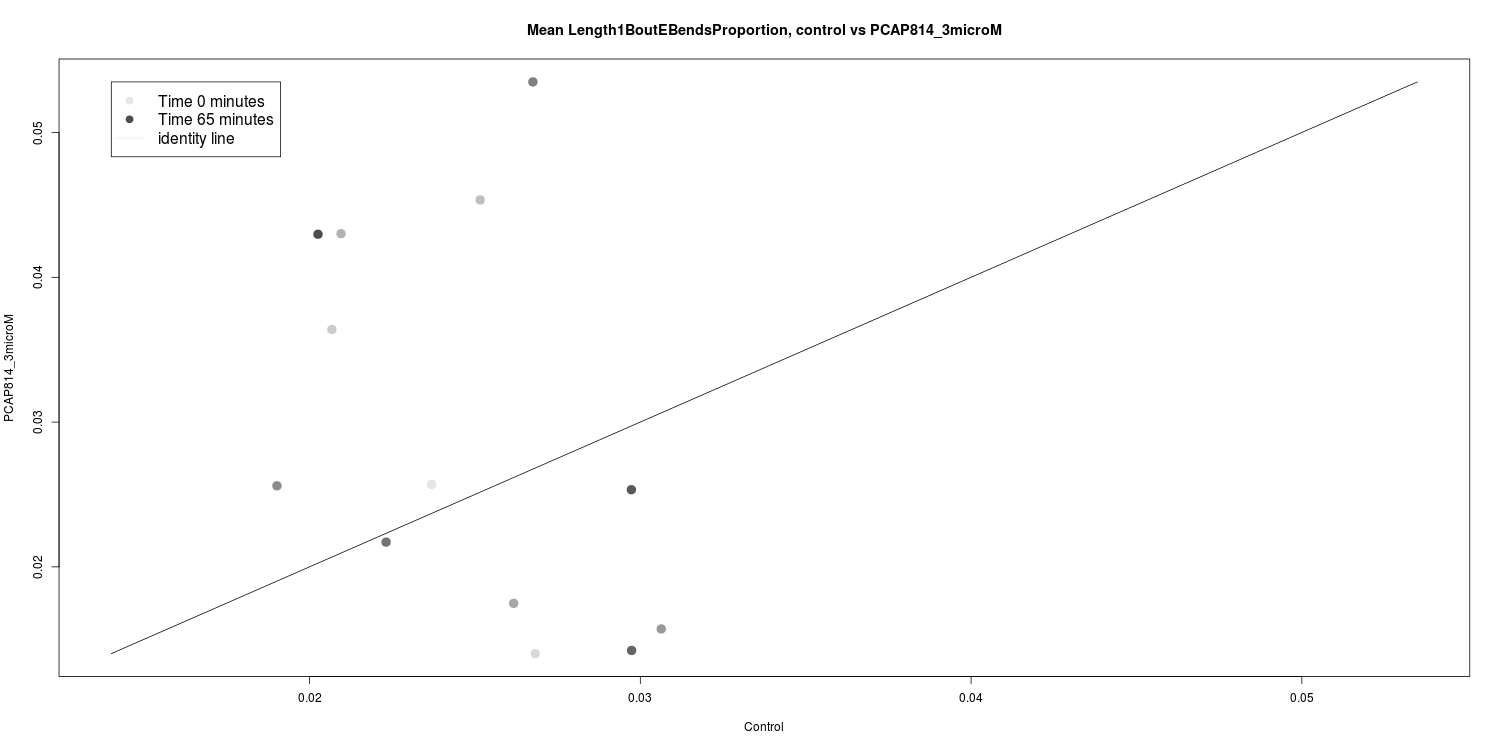 Mean Length1BoutEBendsProportion, control vs PCAP814_3microM
Time 0 minutes
Time 65 minutes
identity line
PCAP814_3microM
0.05
0.04
0.03
0.02
0.02
0.03
0.04
0.05
Control